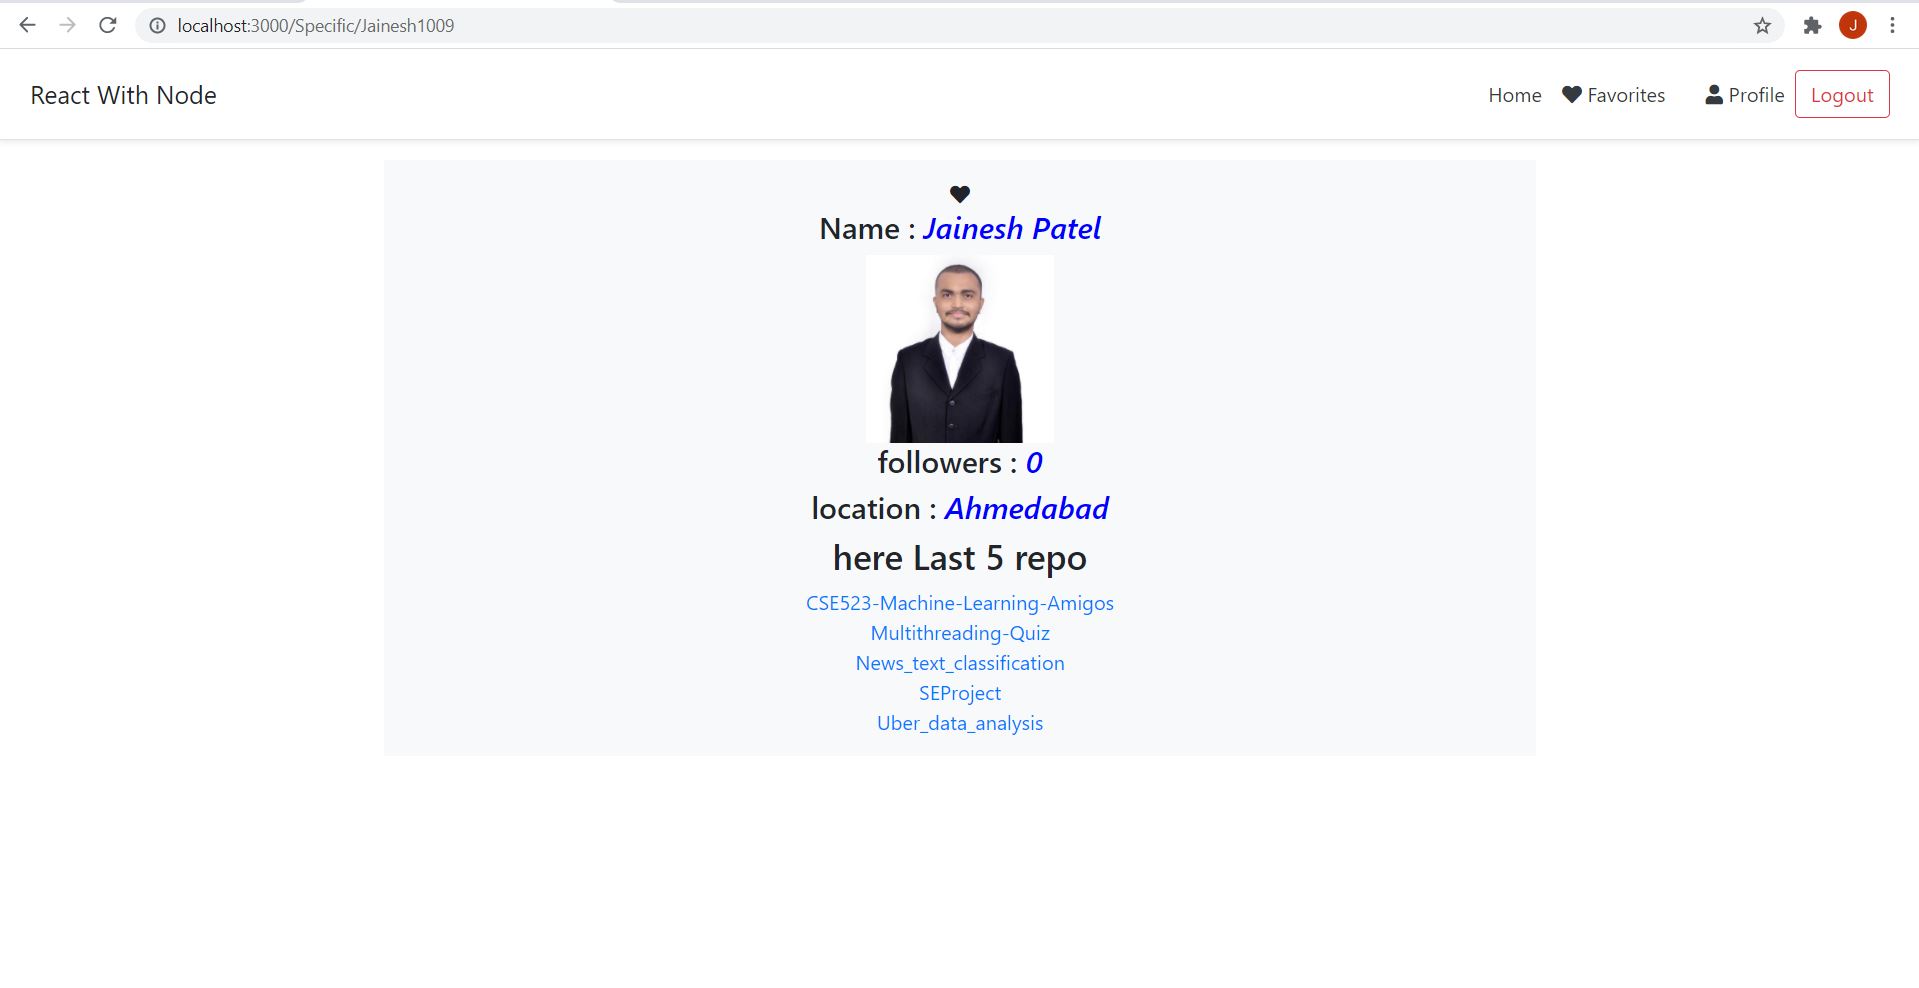 localhost:3000/Specific/Jainesh1009
J
React With Node
Home Favorites Profile Logout
Name : Jainesh Patel
followers : 0
location : Ahmedabad
here Last 5 repo
CSE523-Machine-Learning-Amigos
Multithreading-Quiz
News_text_classification
SEProject
Uber_data_analysis